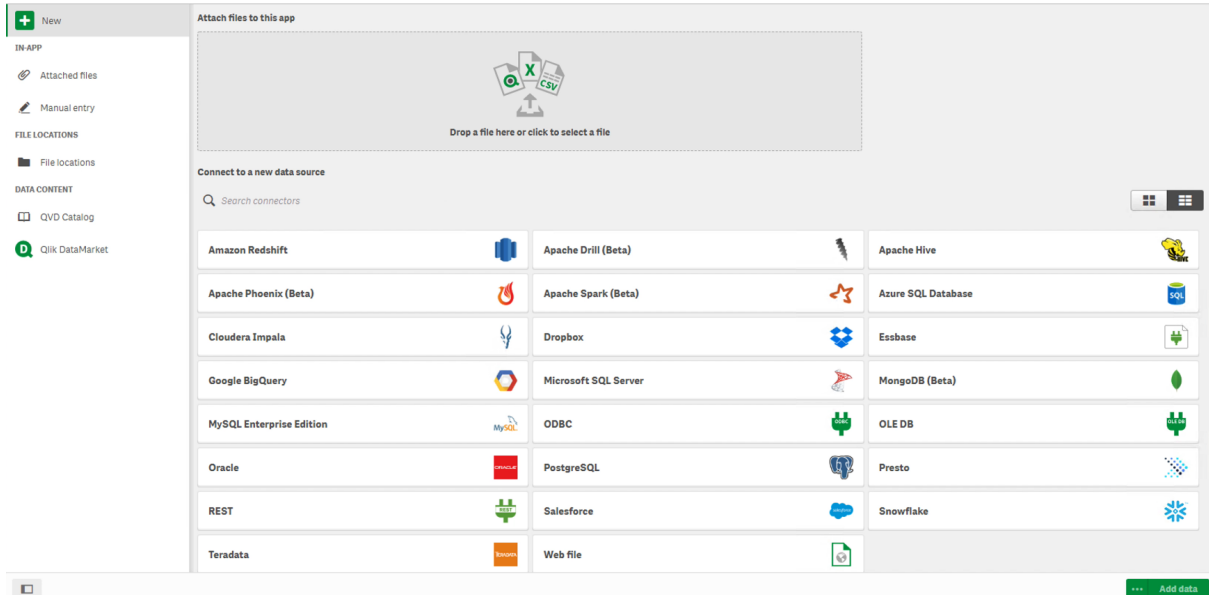 New
IN-APP
Attached files
Manual entry
FILE LOCATIONS
File locations
DATA CONTENT
QVD Catalog
D
Qlik DataMarket
Attach files to this app
X
CSV
Drop a file here or click to select a file
Connect to a new data source
Search connectors
Amazon Redshift
Apache Drill (Beta)
Apache Hive
HIVE
Apache Phoenix (Beta)
Apache Spark (Beta)
Azure SQL Database
SQL
Cloudera Impala
Dropbox
Essbase
Google BigQuery
Microsoft SQL Server
MongoDB (Beta)
MySQL Enterprise Edition
MySQL
ODBC
ODBC
OLE DB
OLE DB
Oracle
ORACLE
PostgreSQL
Presto
REST
REST
Salesforce
salesforce
Snowflake
Teradata
TERADATA
Web file
Add data